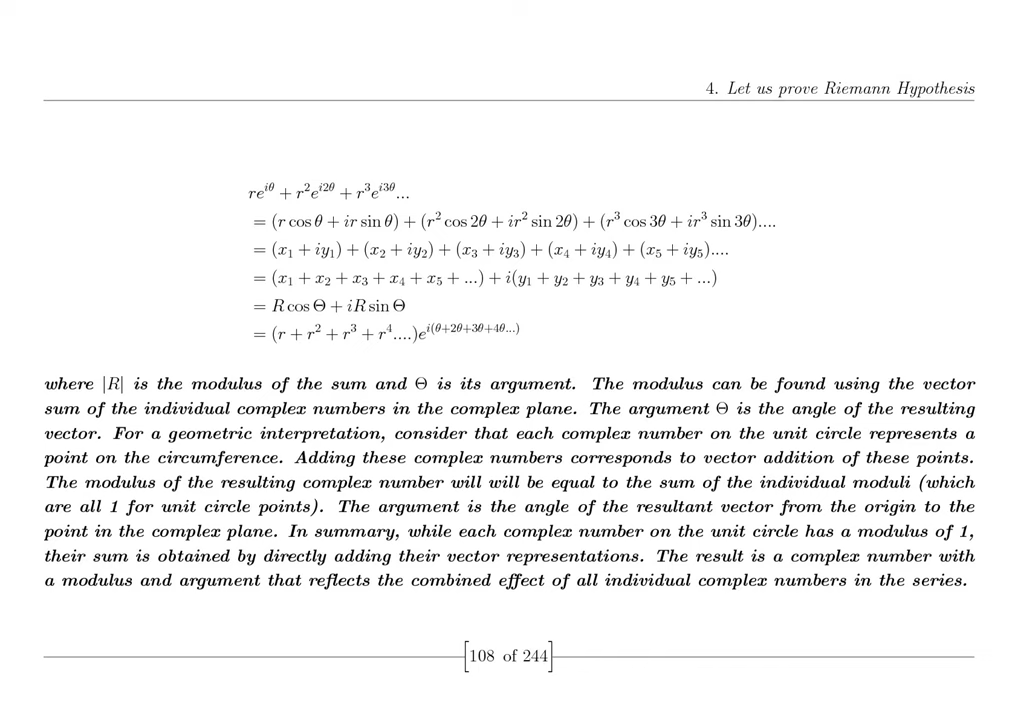 4. Let us prove Riemann Hypothesis
re^{iθ} + r^2e^{i2θ} + r^3e^{i3θ}...
= (r cos θ + ir sin θ) + (r^2 cos 2θ + ir^2 sin 2θ) + (r^3 cos 3θ + ir^3 sin 3θ)....
= (x_1 + iy_1) + (x_2 + iy_2) + (x_3 + iy_3) + (x_4 + iy_4) + (x_5 + iy_5)....
= (x_1 + x_2 + x_3 + x_4 + x_5 + ...) + i(y_1 + y_2 + y_3 + y_4 + y_5 + ...)
= R cos Θ + iR sin Θ
= (r + r^2 + r^3 + r^4....)e^{i(θ+2θ+3θ+4θ...)}
where |R| is the modulus of the sum and Θ is its argument. The modulus can be found using the vector
sum of the individual complex numbers in the complex plane. The argument Θ is the angle of the resulting
vector. For a geometric interpretation, consider that each complex number on the unit circle represents a
point on the circumference. Adding these complex numbers corresponds to vector addition of these points.
The modulus of the resulting complex number will will be equal to the sum of the individual moduli (which
are all 1 for unit circle points). The argument is the angle of the resultant vector from the origin to the
point in the complex plane. In summary, while each complex number on the unit circle has a modulus of 1,
their sum is obtained by directly adding their vector representations. The result is a complex number with
a modulus and argument that reflects the combined effect of all individual complex numbers in the series.
[108 of 244]